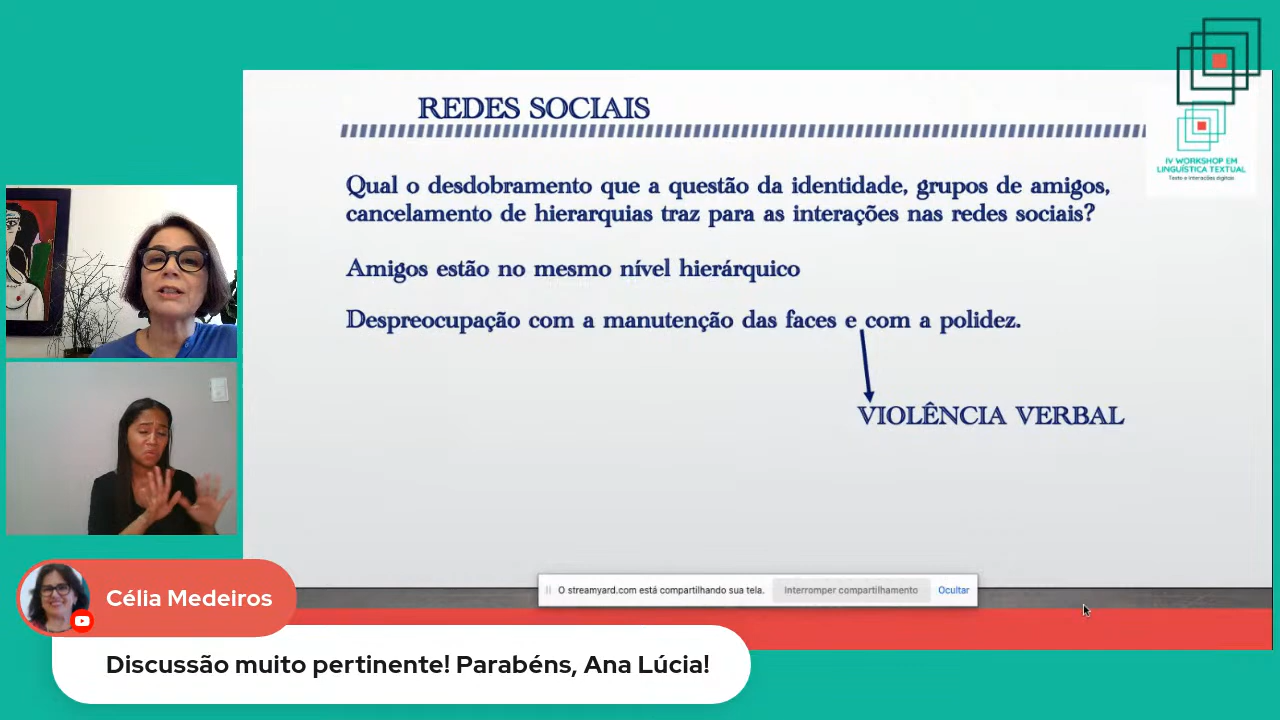 REDES SOCIAIS
IV WORKSHOP EM
LINGUÍSTICA TEXTUAL
Texto e interações digitais
Qual o desdobramento que a questão da identidade, grupos de amigos,
cancelamento de hierarquias traz para as interações nas redes sociais?
Amigos estão no mesmo nível hierárquico
Despreocupação com a manutenção das faces e com a polidez.
VIOLÊNCIA VERBAL
O streamyard.com está compartilhando sua tela.
Interromper compartilhamento
Ocultar
Célia Medeiros
Discussão muito pertinente! Parabéns, Ana Lúcia!